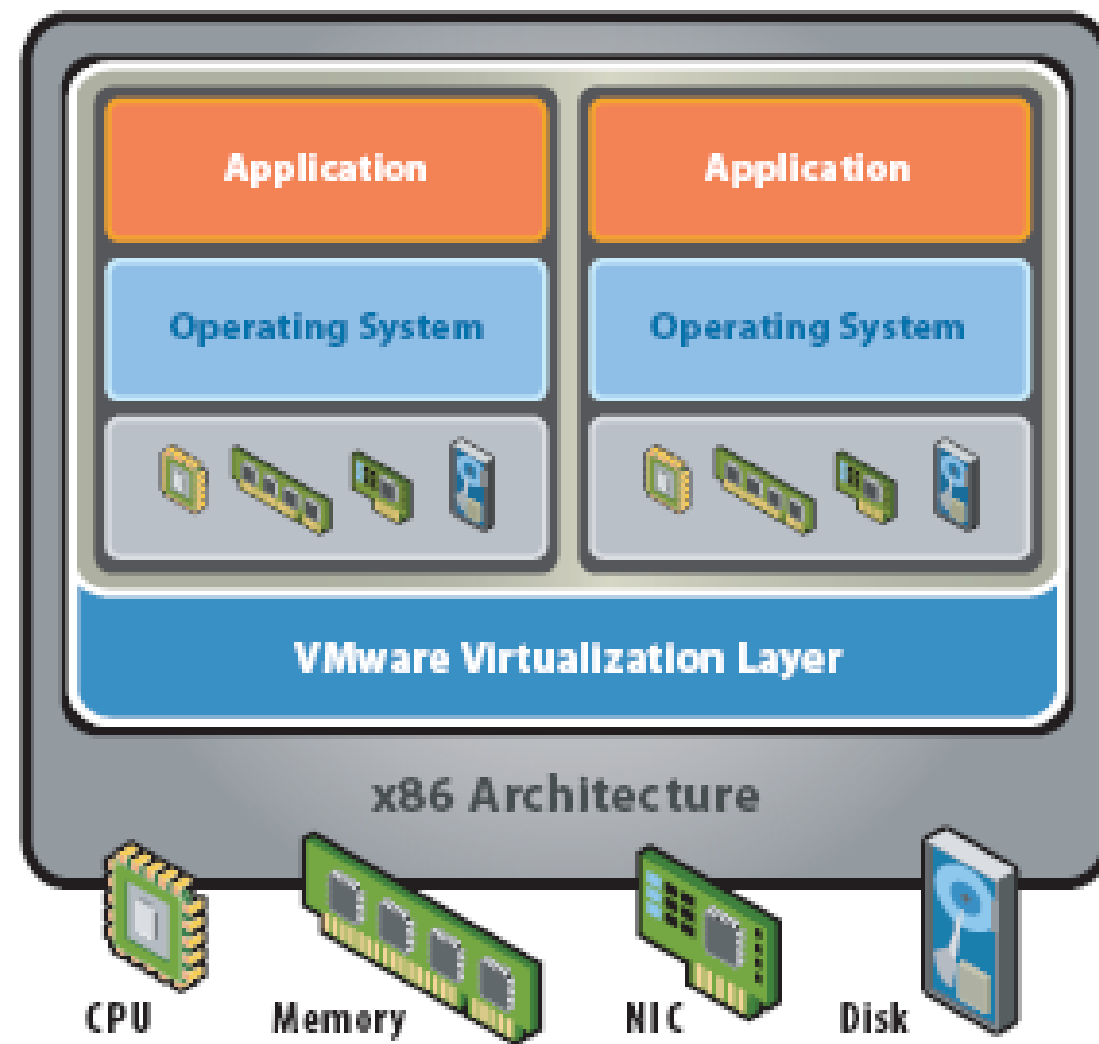 Application
Application
Operating System
Operating System
VMware Virtualization Layer
x86 Architecture
CPU
Memory
NIC
Disk